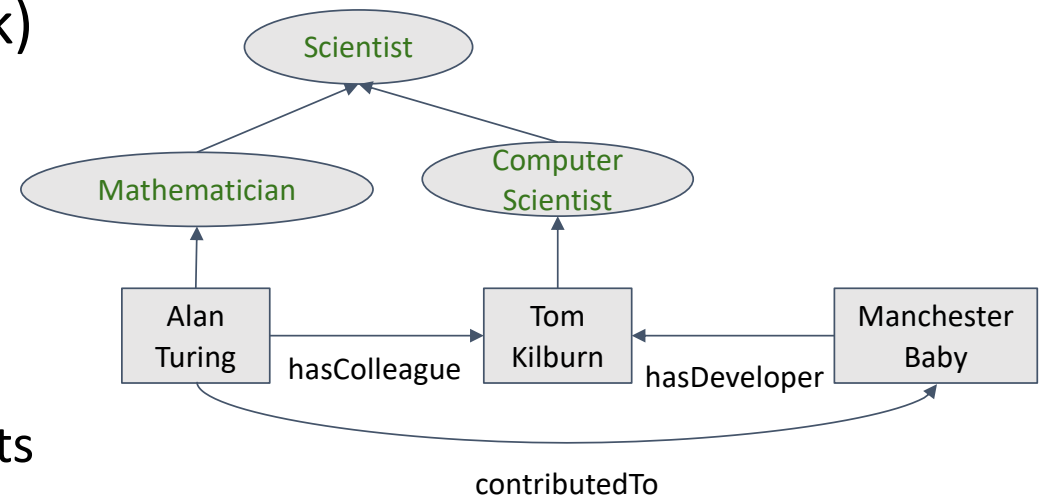 k)
Scientist
Mathematician
Computer
Scientist
Alan
Turing
Tom
Kilburn
Manchester
Baby
hasColleague
hasDeveloper
ts
contributedTo